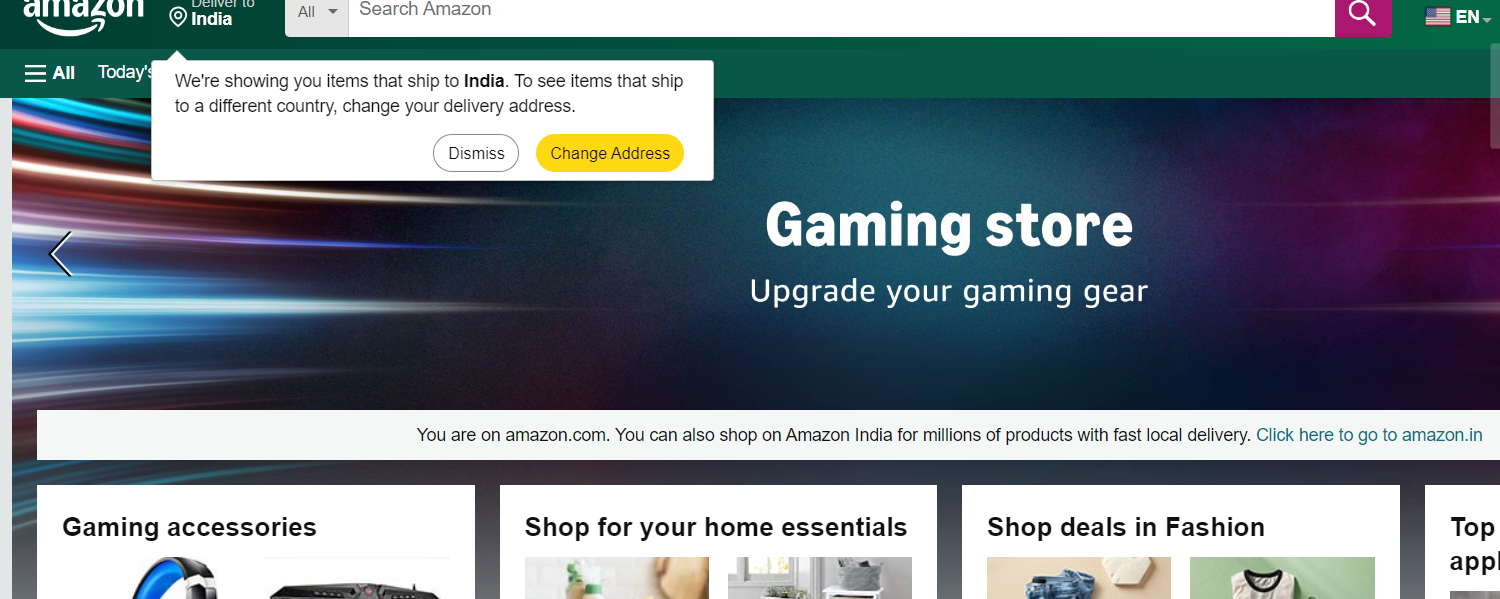 amazon
Deliver to
India
All
Search Amazon
EN
All
Today's
We're showing you items that ship to India. To see items that ship
to a different country, change your delivery address.
Dismiss
Change Address
Gaming store
Upgrade your gaming gear
You are on amazon.com. You can also shop on Amazon India for millions of products with fast local delivery. Click here to go to amazon.in
Gaming accessories
Shop for your home essentials
Shop deals in Fashion
Top
appl